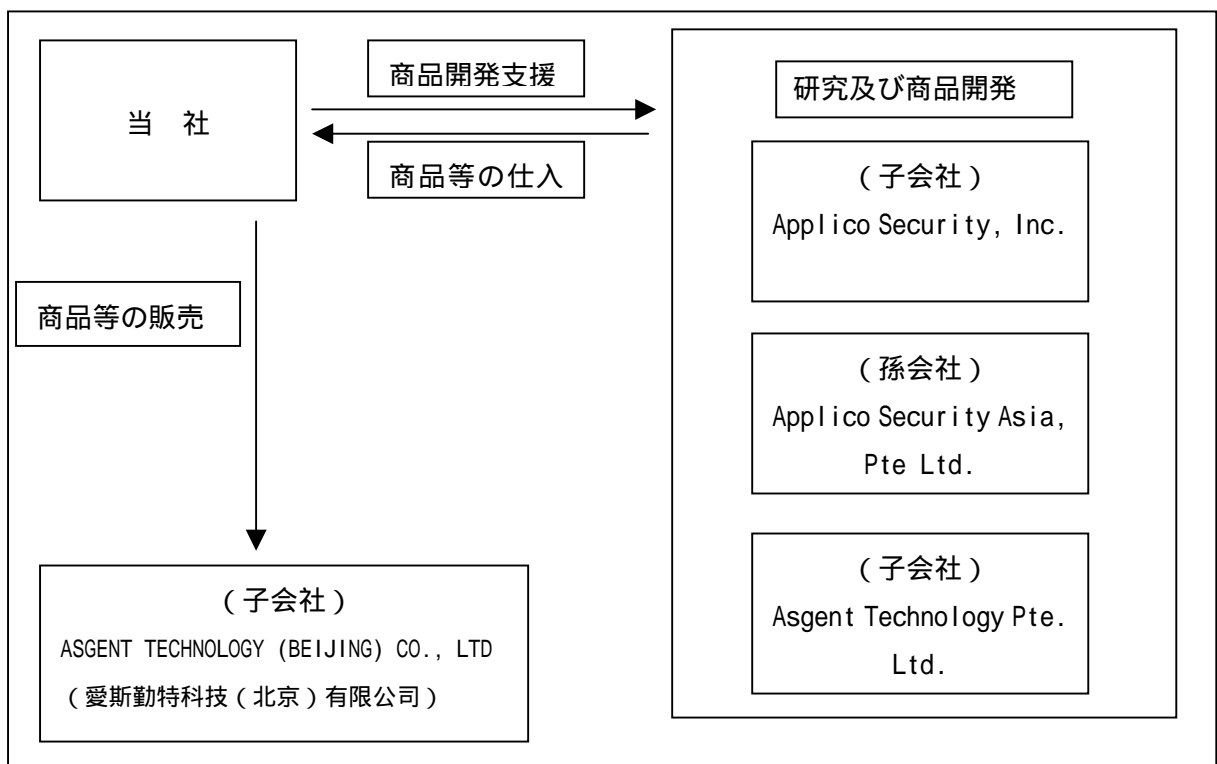 当　社
商品開発支援
商品等の仕入
商品等の販売
（子会社）
ASGENT TECHNOLOGY (BEIJING) CO., LTD
（愛斯勤特科技（北京）有限公司）
研究及び商品開発
（子会社）
Applico Security, Inc.
（孫会社）
Applico Security Asia,
Pte Ltd.
（子会社）
Asgent Technology Pte.
Ltd.